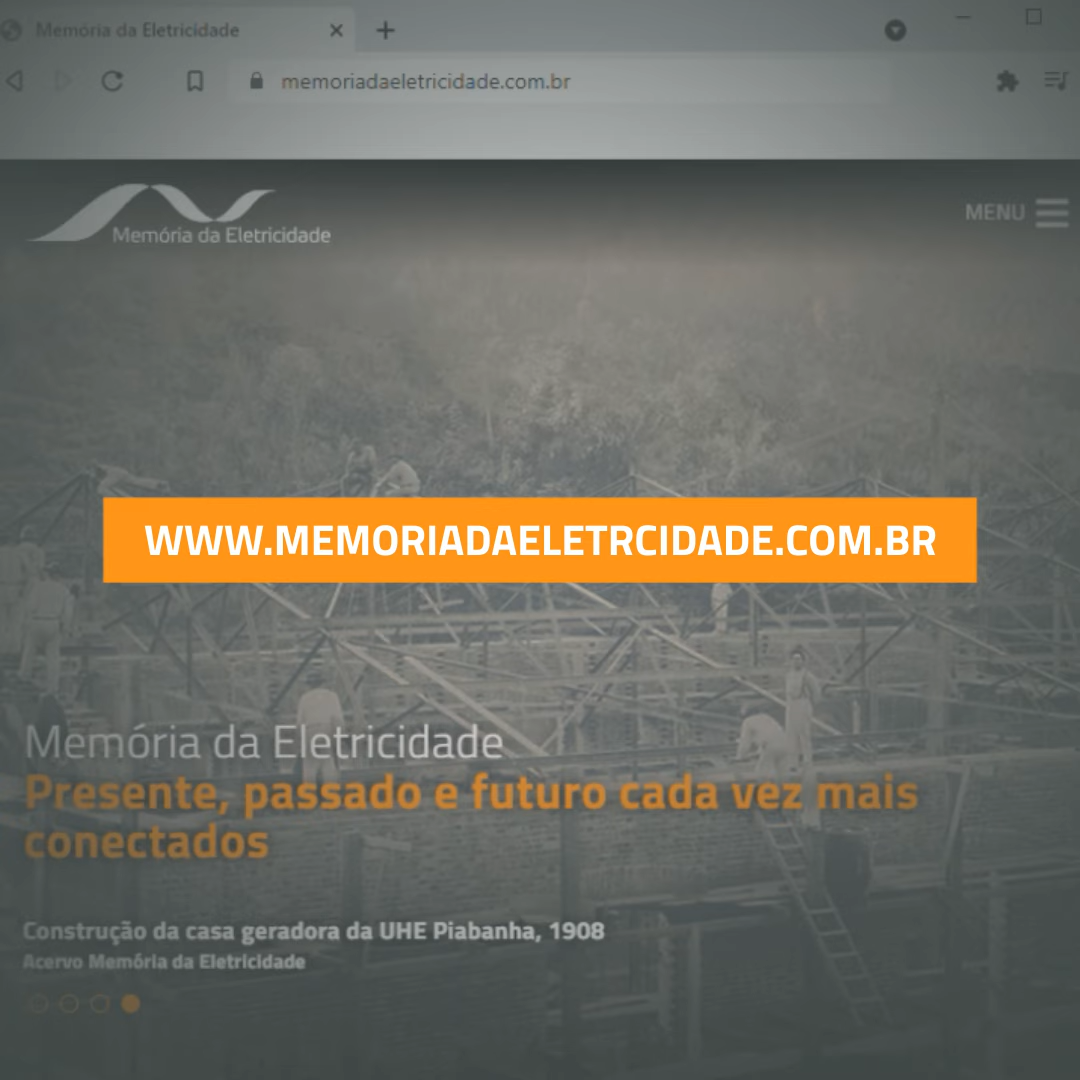 Memória da Eletricidade
memoriadaeletricidade.com.br
Memória da Eletricidade
MENU
WWW.MEMORIADAELETRCIDADE.COM.BR
Memória da Eletricidade
Presente, passado e futuro cada vez mais
conectados
Construção da casa geradora da UHE Piabanha, 1908
Acervo Memória da Eletricidade